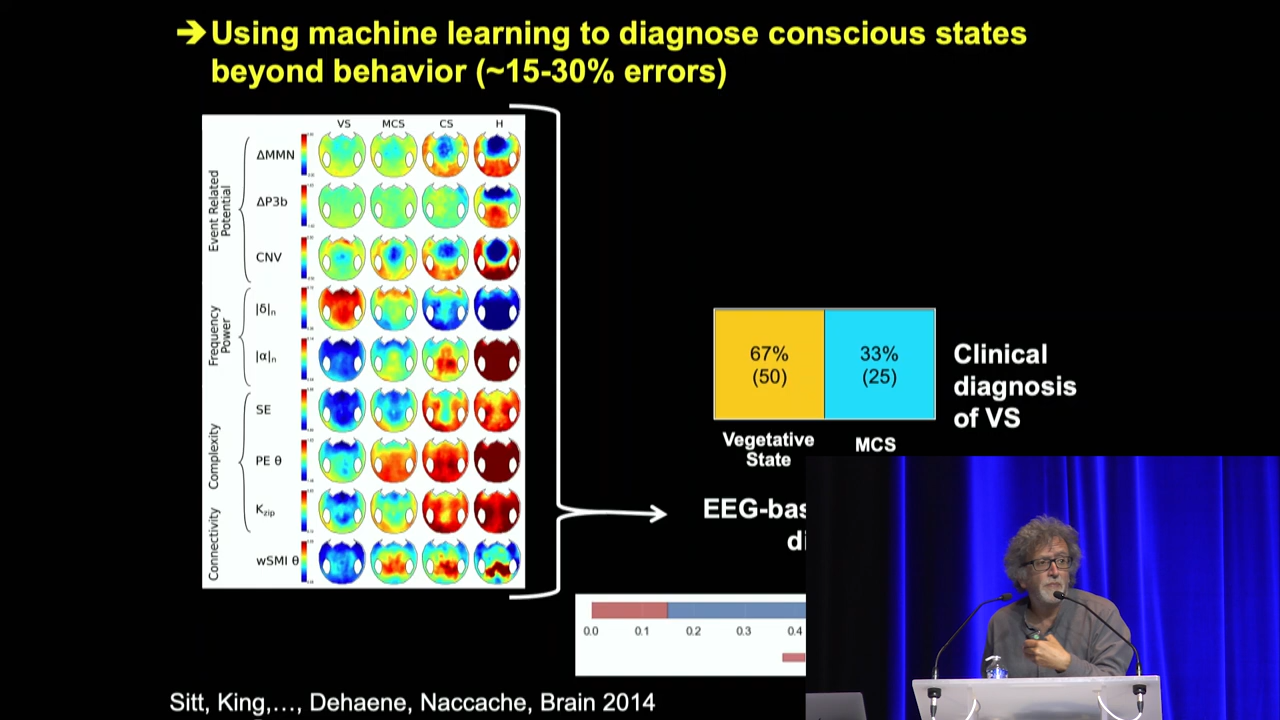 ➔Using machine learning to diagnose conscious states
beyond behavior (~15-30% errors)
VS MCS CS H
Event Related
Potential
ΔMMN
ΔP3b
CNV
Frequency
Power
|δ|n
|α|n
Complexity
SE
PE θ
Kzip
Connectivity
wSMI θ
67%
(50)
33%
(25)
Clinical
diagnosis
of VS
Vegetative
State
MCS
EEG-bas
di
0.0 0.1 0.2 0.3 0.4
Sitt, King,…, Dehaene, Naccache, Brain 2014